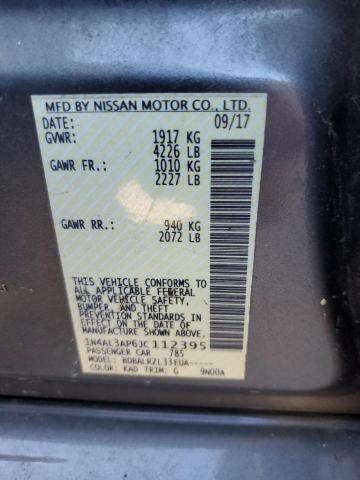 MFD BY NISSAN MOTOR CO., LTD.
DATE: 09/17
GVWR: 1917 KG
4226 LB
GAWR FR: 1010 KG
2227 LB
GAWR RR: 940 KG
2072 LB
THIS VEHICLE CONFORMS TO
ALL APPLICABLE FEDERAL
MOTOR VEHICLE SAFETY,
BUMPER, AND THEFT
PREVENTION STANDARDS IN
EFFECT ON THE DATE OF
MANUFACTURE SHOWN ABOVE.
1N4AL3AP6JC112395
PASSENGER CAR 785
MODEL: BDBALRZL33EUA-----
COLOR: KAD TRIM: G 9N00A